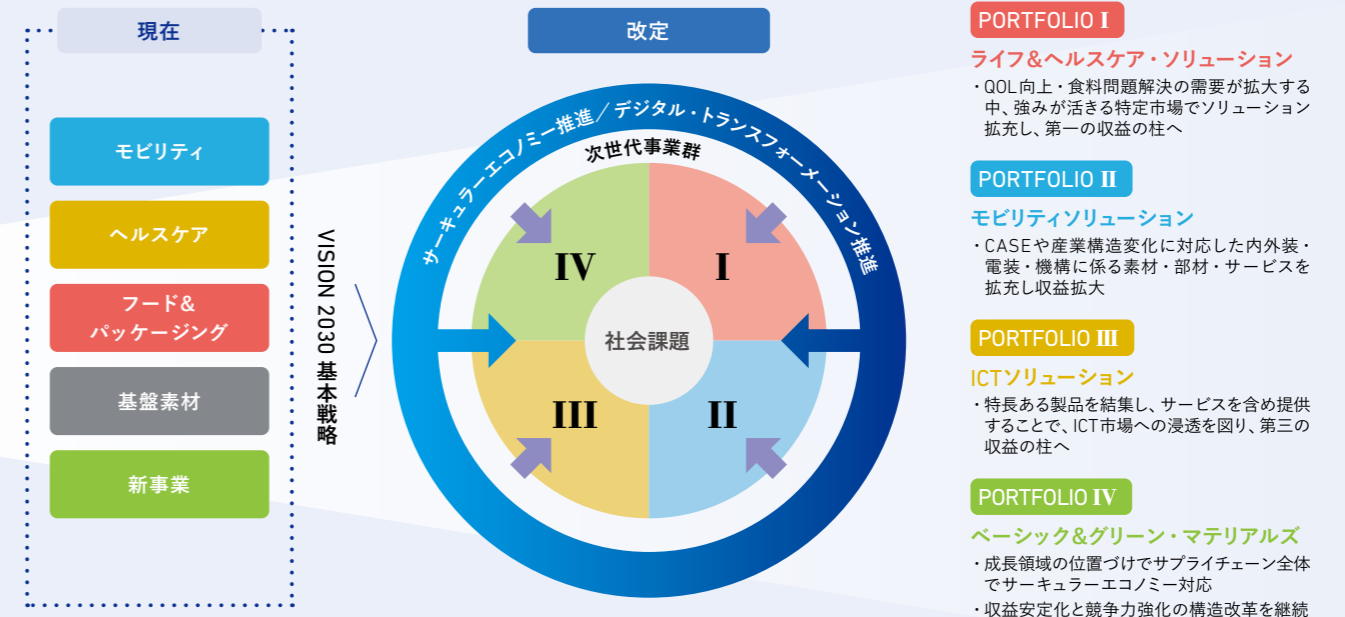 現在
モビリティ
ヘルスケア
フード&
パッケージング
基盤素材
新事業
VISION 2030 基本戦略
改定
サーキュラーエコノミー推進/デジタル・トランスフォーメーション推進
次世代事業群
IV
I
社会課題
III
II
PORTFOLIO I
ライフ&ヘルスケア・ソリューション
・QOL向上・食料問題解決の需要が拡大する
中、強みが活きる特定市場でソリューション
拡充し、第一の収益の柱へ
PORTFOLIO II
モビリティソリューション
・CASEや産業構造変化に対応した内外装・
電装・機構に係る素材・部材・サービスを
拡充し収益拡大
PORTFOLIO III
ICTソリューション
・特長ある製品を結集し、サービスを含め提供
することで、ICT市場への浸透を図り、第三の
収益の柱へ
PORTFOLIO IV
ベーシック&グリーン・マテリアルズ
・成長領域の位置づけでサプライチェーン全体
でサーキュラーエコノミー対応
・収益安定化と競争力強化の構造改革を継続